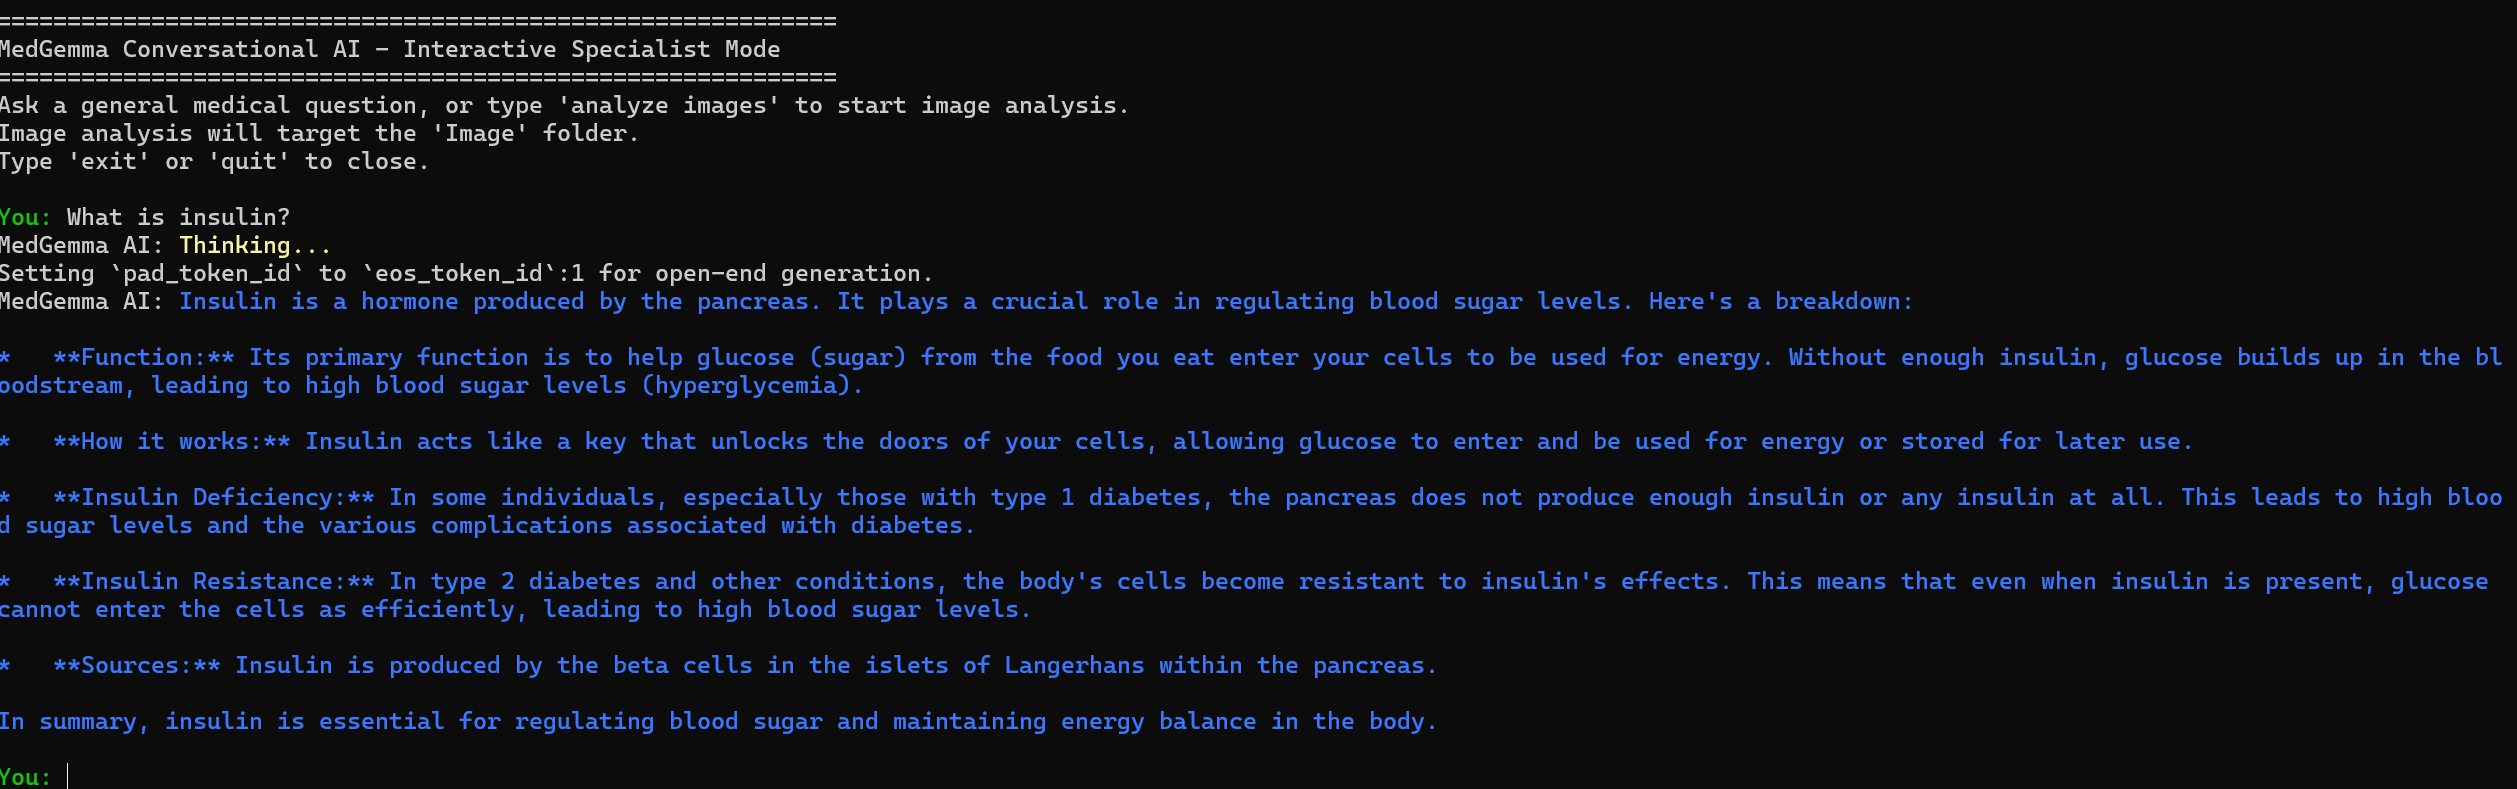 ============================================================
MedGemma Conversational AI - Interactive Specialist Mode
============================================================
Ask a general medical question, or type 'analyze images' to start image analysis.
Image analysis will target the 'Image' folder.
Type 'exit' or 'quit' to close.
You: What is insulin?
MedGemma AI: Thinking...
Setting `pad_token_id` to `eos_token_id`:1 for open-end generation.
MedGemma AI: Insulin is a hormone produced by the pancreas. It plays a crucial role in regulating blood sugar levels. Here's a breakdown:
*   **Function:** Its primary function is to help glucose (sugar) from the food you eat enter your cells to be used for energy. Without enough insulin, glucose builds up in the bl
oodstream, leading to high blood sugar levels (hyperglycemia).
*   **How it works:** Insulin acts like a key that unlocks the doors of your cells, allowing glucose to enter and be used for energy or stored for later use.
*   **Insulin Deficiency:** In some individuals, especially those with type 1 diabetes, the pancreas does not produce enough insulin or any insulin at all. This leads to high bloo
d sugar levels and the various complications associated with diabetes.
*   **Insulin Resistance:** In type 2 diabetes and other conditions, the body's cells become resistant to insulin's effects. This means that even when insulin is present, glucose
cannot enter the cells as efficiently, leading to high blood sugar levels.
*   **Sources:** Insulin is produced by the beta cells in the islets of Langerhans within the pancreas.
In summary, insulin is essential for regulating blood sugar and maintaining energy balance in the body.
You: